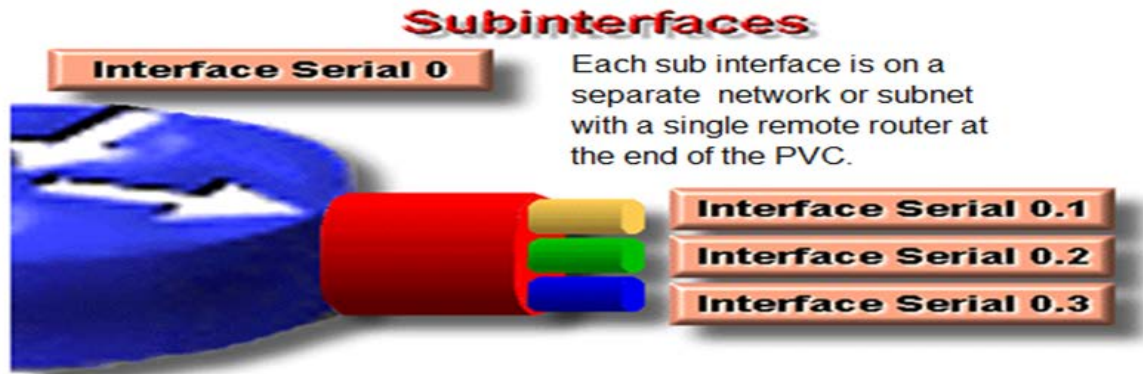 Subinterfaces
Interface Serial 0
Each sub interface is on a
separate network or subnet
with a single remote router at
the end of the PVC.
Interface Serial 0.1
Interface Serial 0.2
Interface Serial 0.3